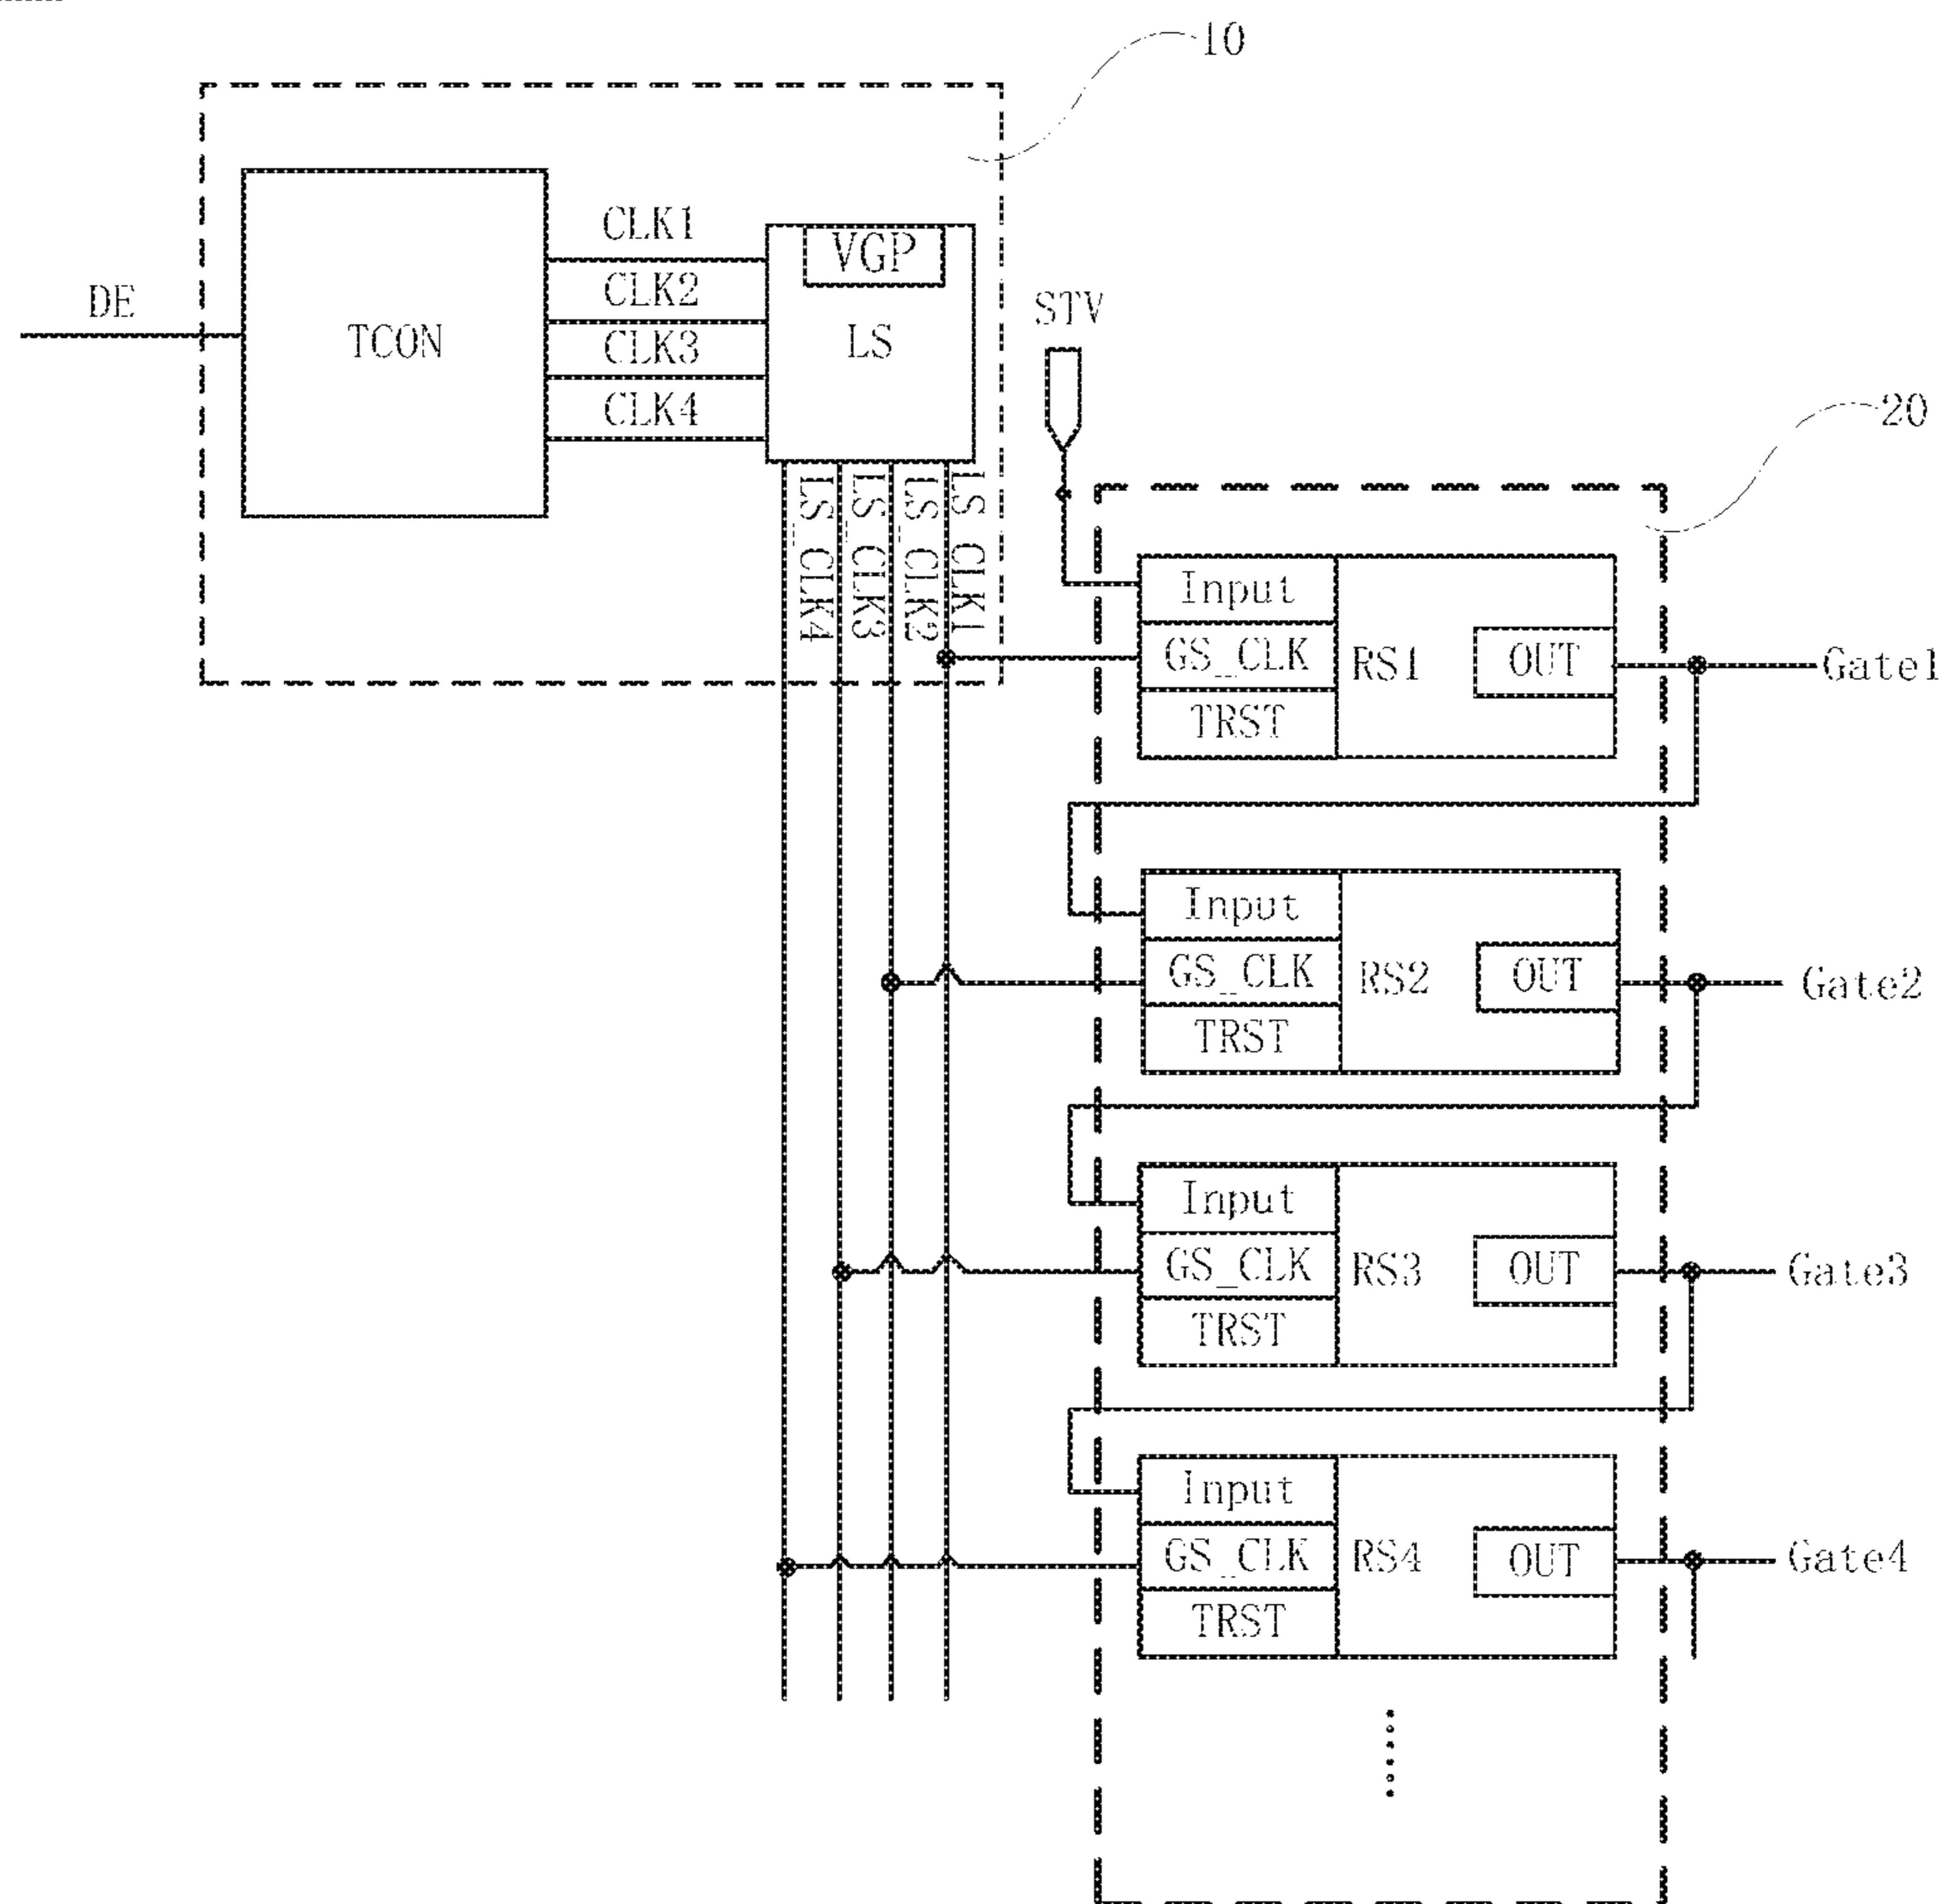 10
CLK1
VGP
CLK2
DE
STV
TCON
CLK3
LS
CLK4
20
LS_CLK4
LS_CLK3
LS_CLK2
LS_CLK1
Input
GS_CLK
RS1
OUT
Gate1
TRST
Input
GS_CLK
RS2
OUT
Gate2
TRST
Input
GS_CLK
RS3
OUT
Gate3
TRST
Input
GS_CLK
RS4
OUT
Gate4
TRST